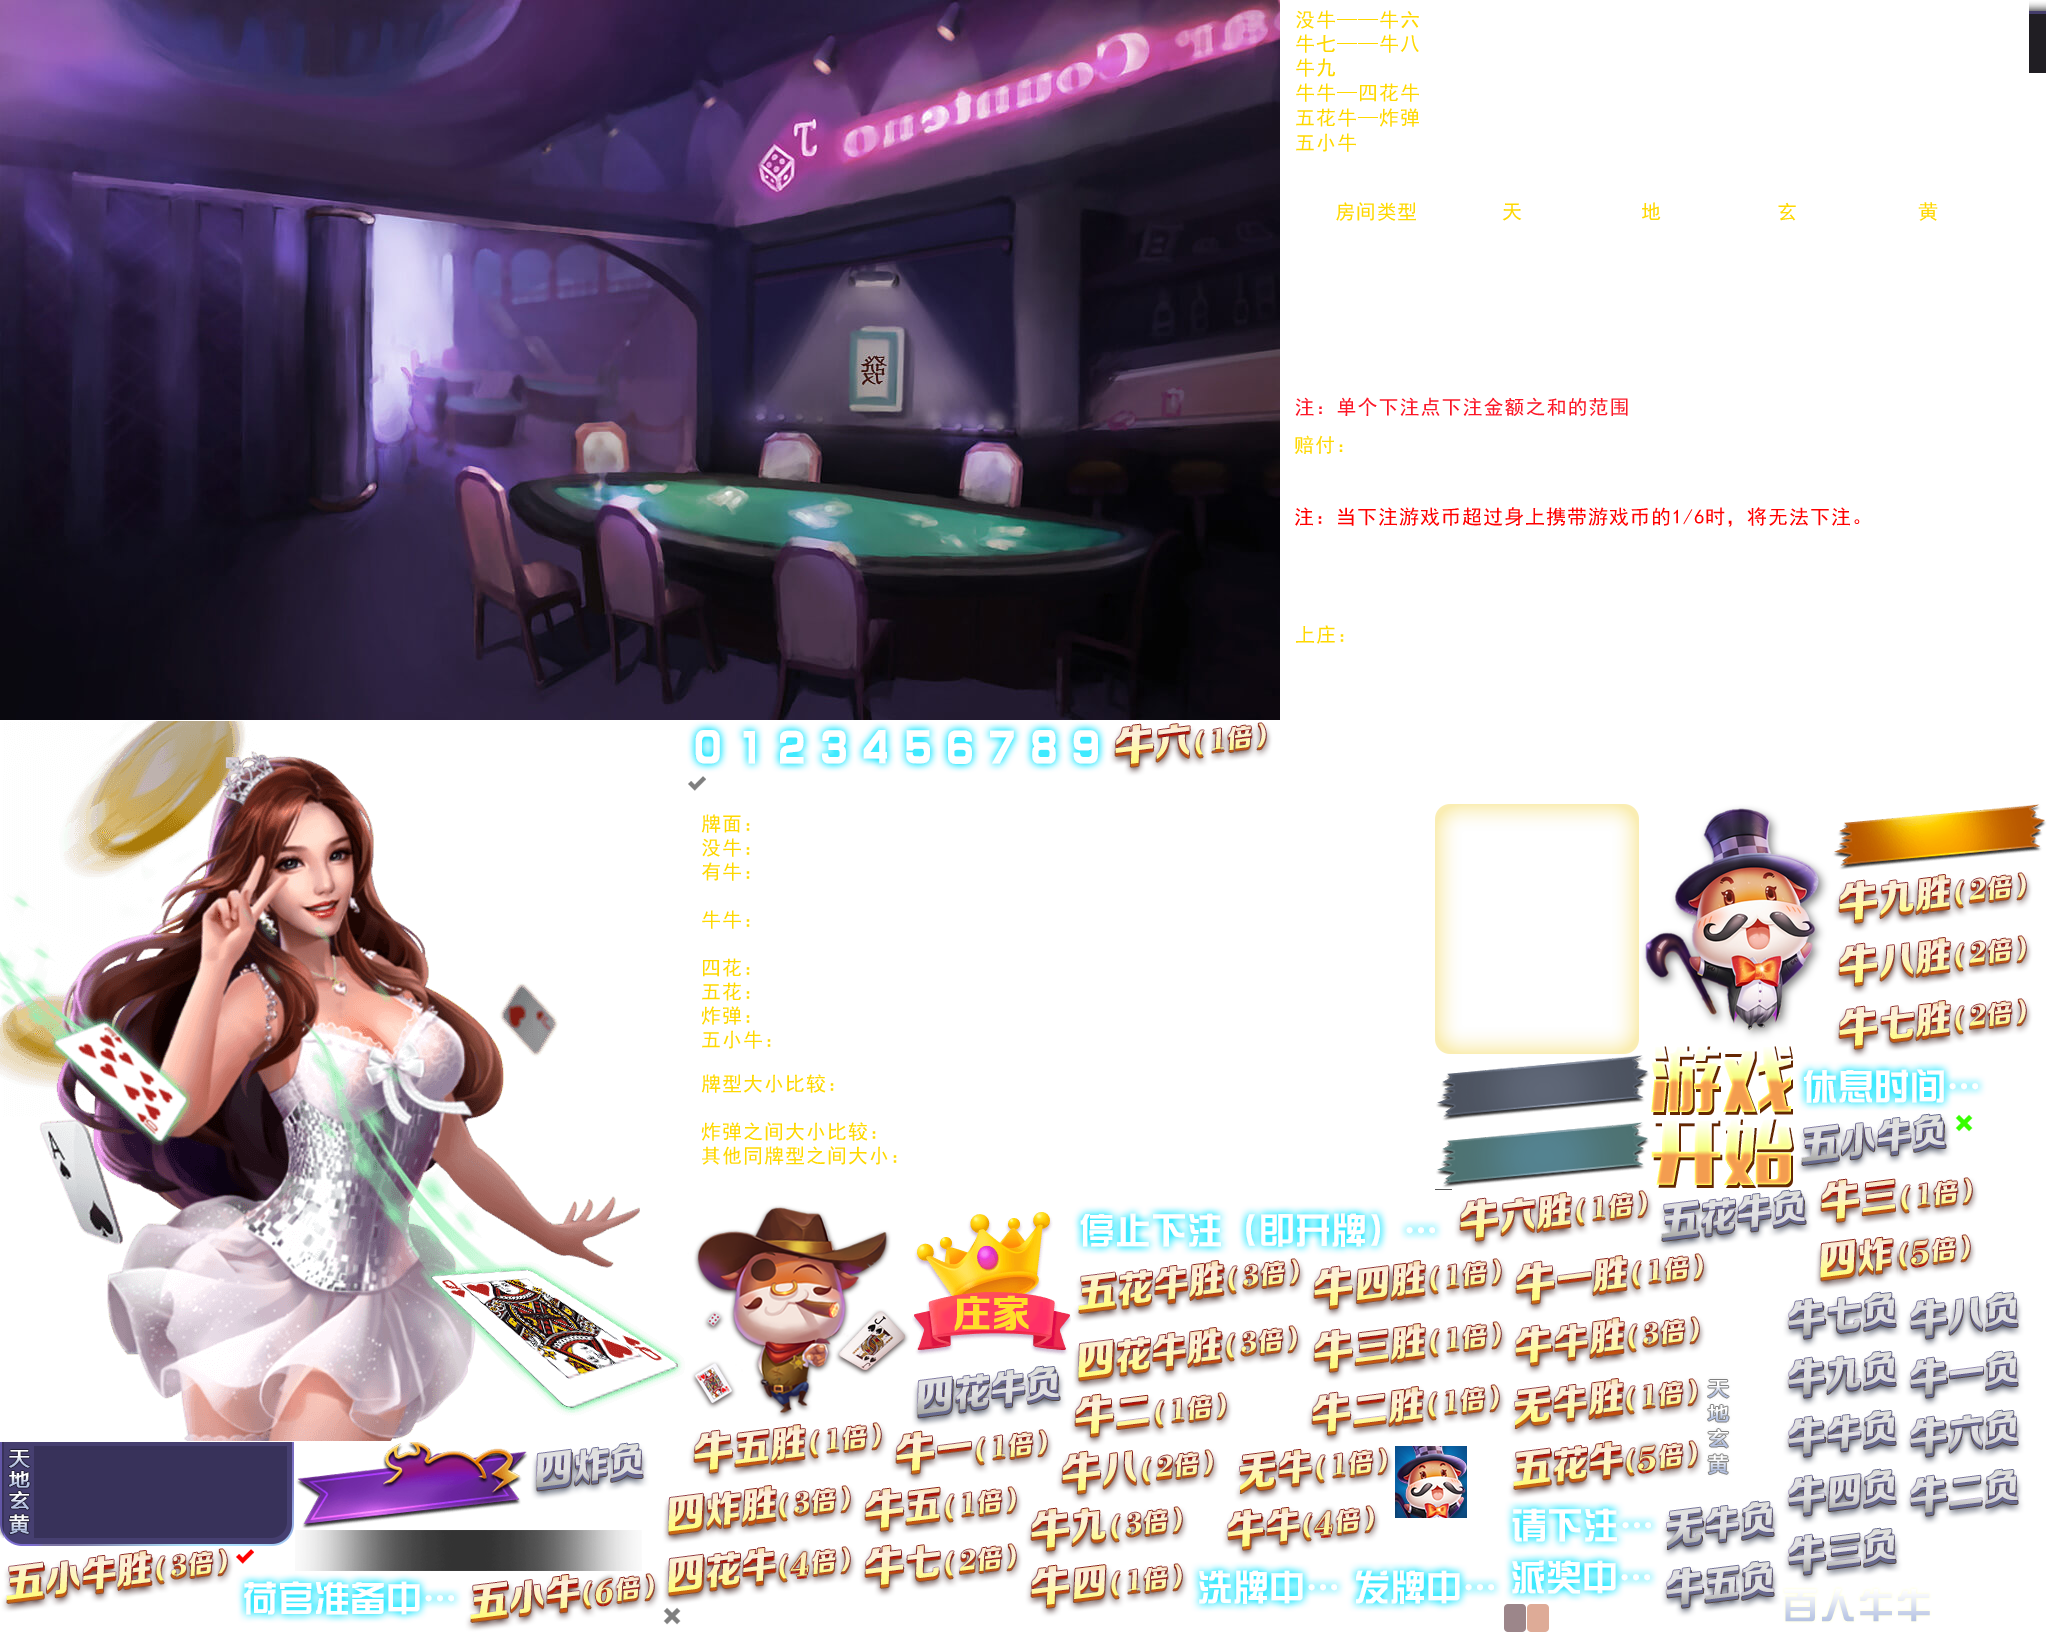 没牛——牛六
牛七——牛八
牛九
牛牛—四花牛
五花牛—炸弹
五小牛
房间类型 天 地 玄 黄
發
注：单个下注点下注金额之和的范围
赔付：
注：当下注游戏币超过身上携带游戏币的1/6时，将无法下注。
上庄：
0 1 2 3 4 5 6 7 8 9
牛六(1倍)
牌面：
没牛：
有牛：
牛牛：
四花：
五花：
炸弹：
五小牛：
牌型大小比较：
炸弹之间大小比较：
其他同牌型之间大小：
牛九胜(2倍)
牛八胜(2倍)
牛七胜(2倍)
游戏
开始
休息时间…
五小牛负
A
Q
Q
J
庄家
停止下注（即开牌）…
牛六胜(1倍)
五花牛负
牛三(1倍)
四炸(5倍)
五花牛胜(3倍)
牛四胜(1倍)
牛一胜(1倍)
牛七负
牛八负
四花牛胜(3倍)
牛三胜(1倍)
牛牛胜(3倍)
牛九负
牛一负
四花牛负
牛二(1倍)
牛二胜(1倍)
无牛胜(1倍)
天
地
玄
黄
牛牛负
牛六负
牛五胜(1倍)
牛一(1倍)
牛八(2倍)
无牛(1倍)
五花牛(5倍)
天
地
玄
黄
四炸负
四炸胜(3倍)
牛五(1倍)
牛九(3倍)
牛牛(4倍)
请下注…
无牛负
牛四负
牛二负
五小牛胜(3倍)
荷官准备中…
五小牛(6倍)
四花牛(4倍)
牛七(2倍)
牛四(1倍)
洗牌中…
发牌中…
派奖中…
牛五负
牛三负
百人牛牛